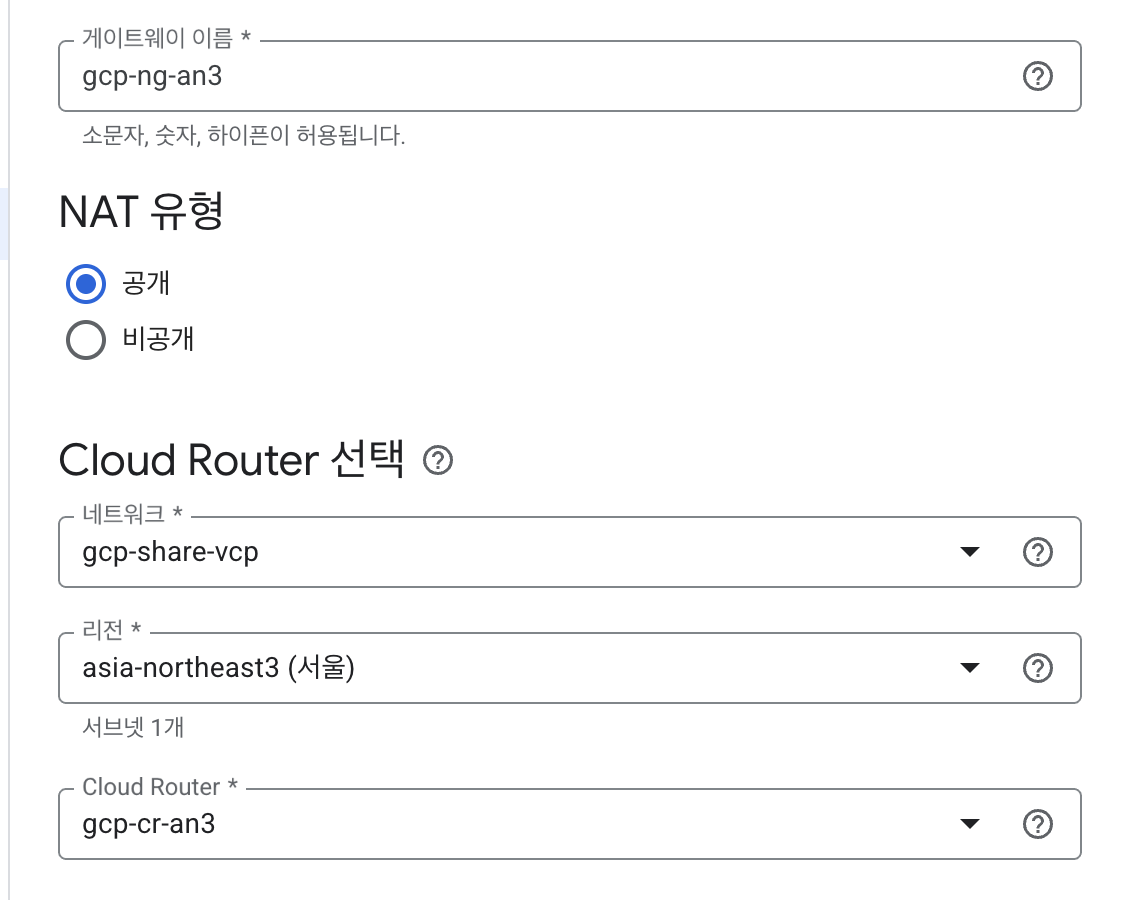 게이트웨이 이름 *
gcp-ng-an3
소문자, 숫자, 하이픈이 허용됩니다.
NAT 유형
공개
비공개
Cloud Router 선택
네트워크 *
gcp-share-vcp
리전 *
asia-northeast3 (서울)
서브넷 1개
Cloud Router *
gcp-cr-an3